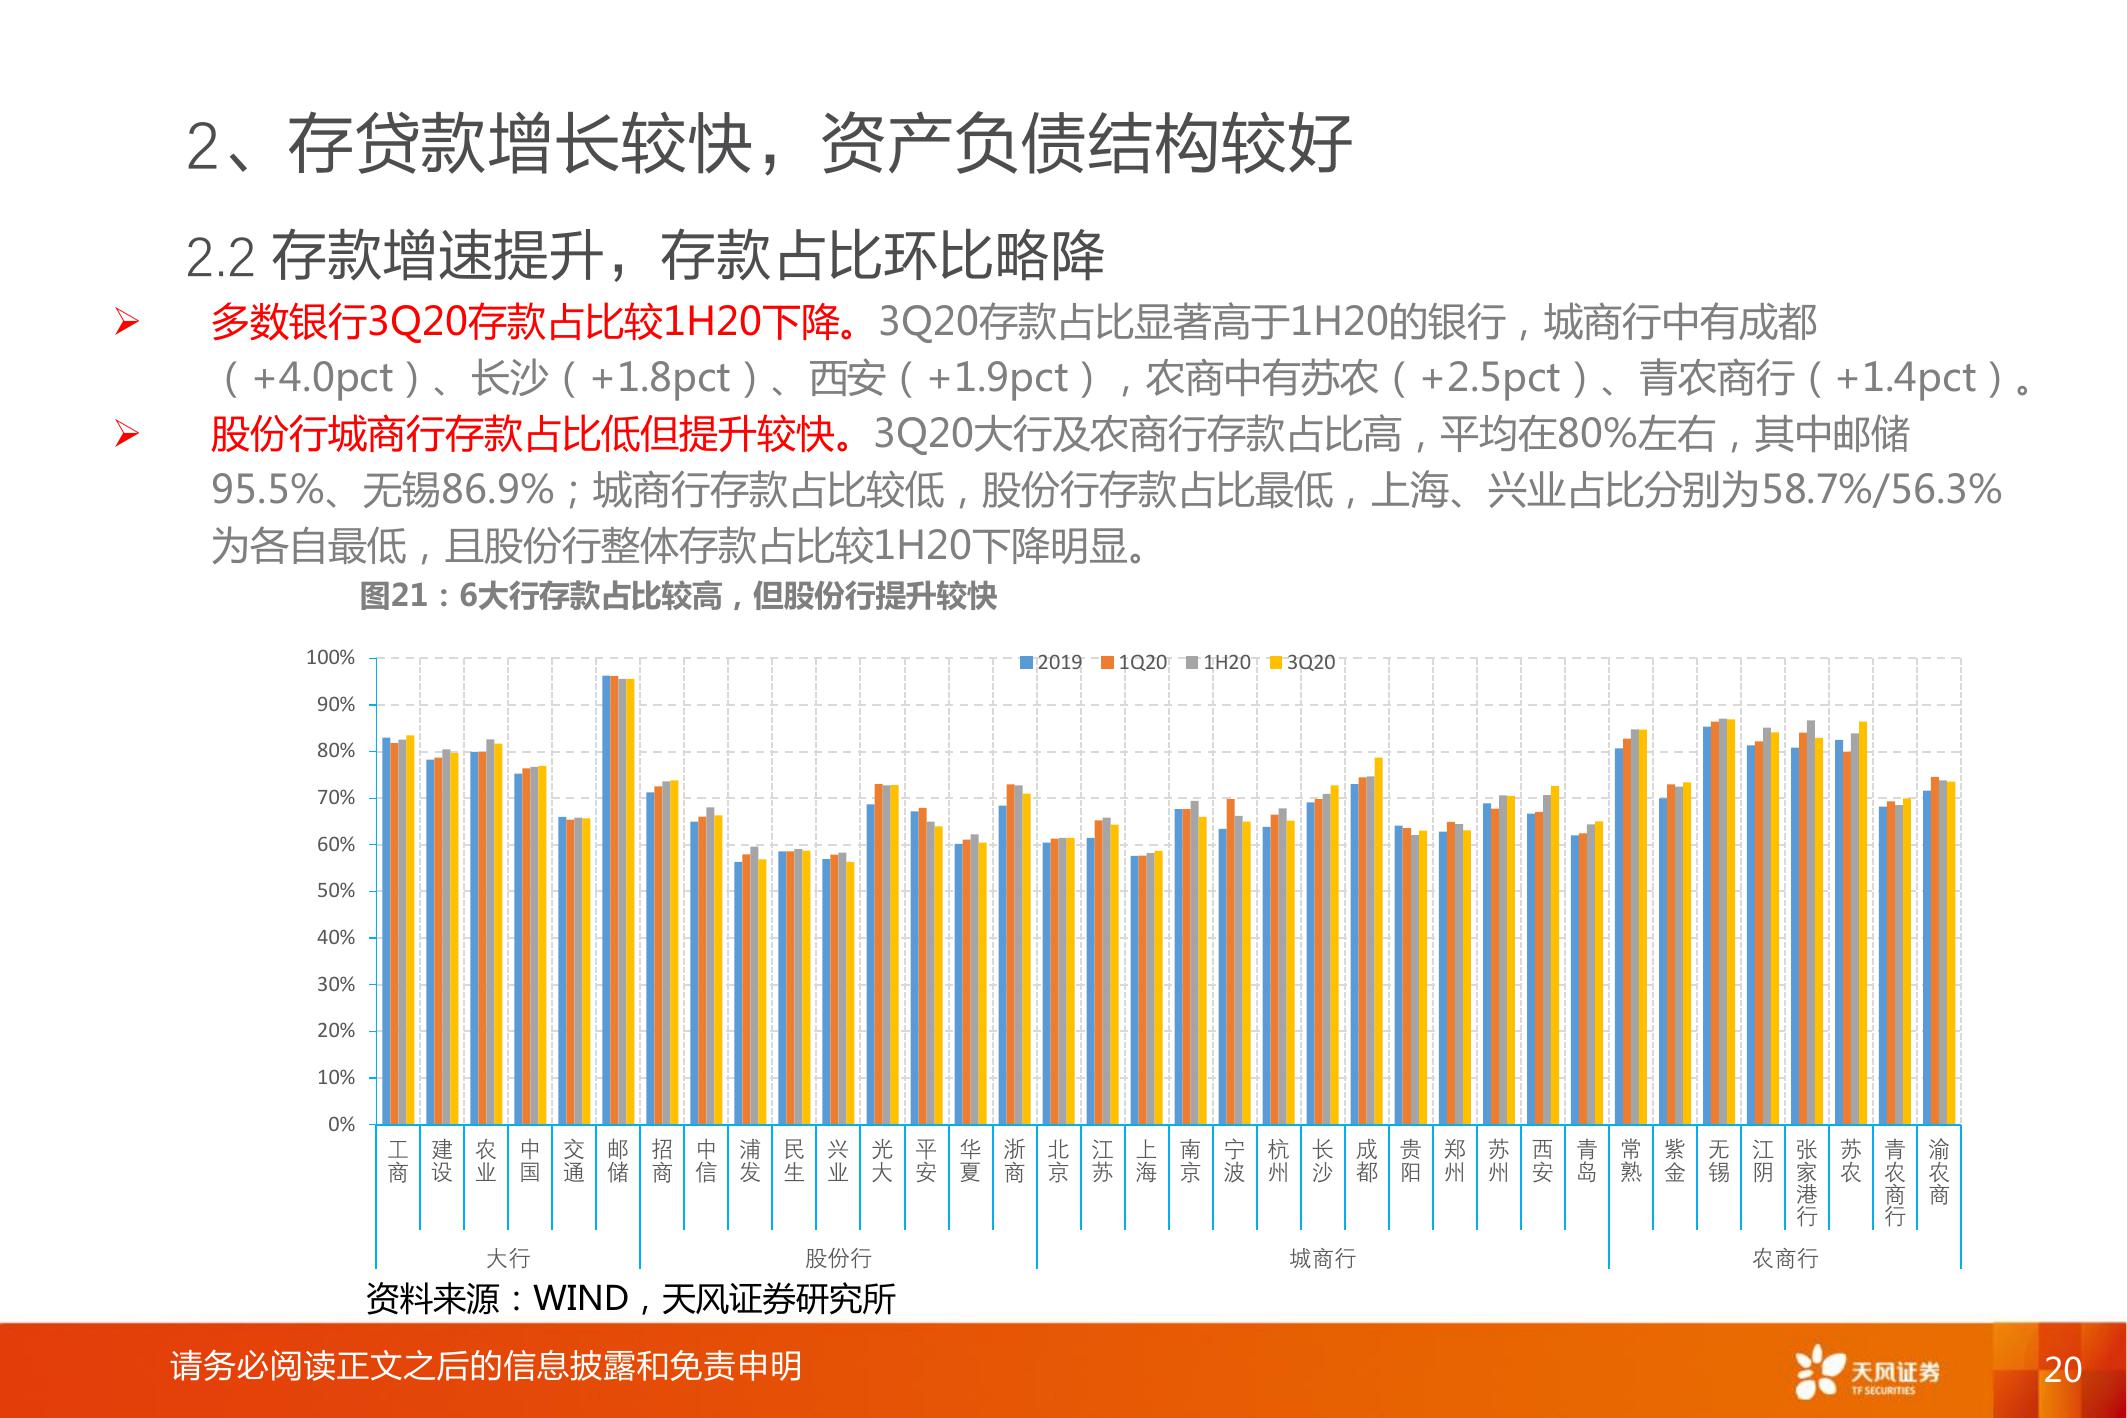 2、存贷款增长较快，资产负债结构较好
2.2 存款增速提升，存款占比环比略降
➢ 多数银行3Q20存款占比较1H20下降。3Q20存款占比显著高于1H20的银行，城商行中有成都
（+4.0pct）、长沙（+1.8pct）、西安（+1.9pct），农商中有苏农（+2.5pct）、青农商行（+1.4pct）。
➢ 股份行城商行存款占比低但提升较快。3Q20大行及农商行存款占比高，平均在80%左右，其中邮储
95.5%、无锡86.9%；城商行存款占比较低，股份行存款占比最低，上海、兴业占比分别为58.7%/56.3%
为各自最低，且股份行整体存款占比较1H20下降明显。
图21：6大行存款占比较高，但股份行提升较快
2019 1Q20 1H20 3Q20
100%
90%
80%
70%
60%
50%
40%
30%
20%
10%
0%
工商 建设 农业 中国 交通 邮储 招商 中信 浦发 民生 兴业 光大 平安 华夏 浙商 北京 江苏 上海 南京 宁波 杭州 长沙 成都 贵阳 郑州 苏州 西安 青岛 常熟 紫金 无锡 江阴 张家港行 苏农 青农商行 渝农商
大行 股份行 城商行 农商行
资料来源：WIND，天风证券研究所
请务必阅读正文之后的信息披露和免责申明
天风证券
TF SECURITIES
20